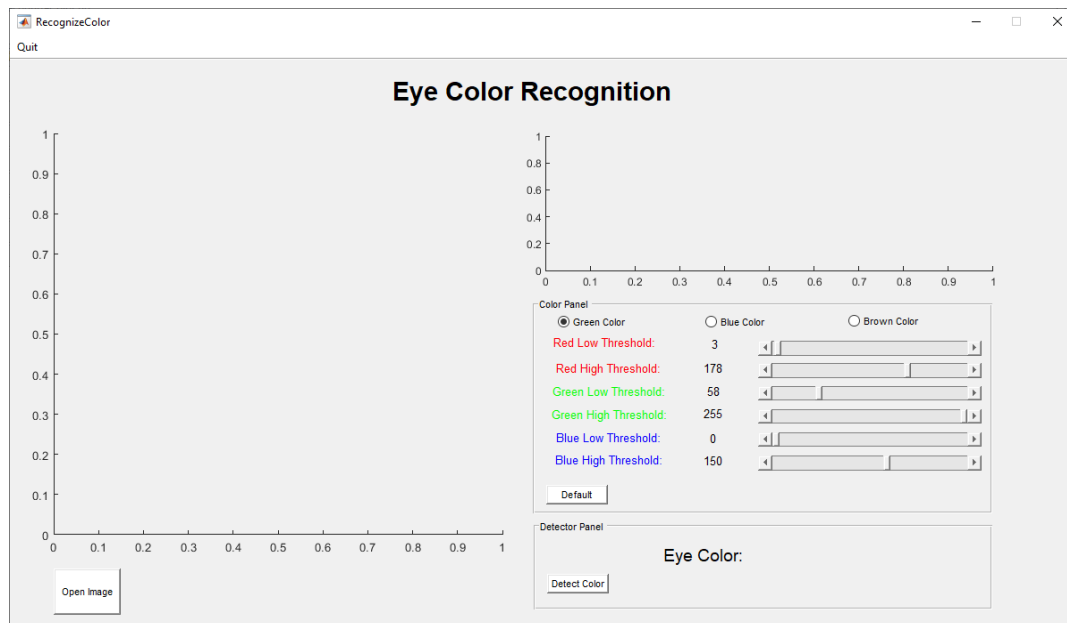 RecognizeColor
Quit
Eye Color Recognition
1
0.9
0.8
0.7
0.6
0.5
0.4
0.3
0.2
0.1
0
0 0.1 0.2 0.3 0.4 0.5 0.6 0.7 0.8 0.9 1
Open Image
1
0.8
0.6
0.4
0.2
0
0 0.1 0.2 0.3 0.4 0.5 0.6 0.7 0.8 0.9 1
Color Panel
Green Color Blue Color Brown Color
Red Low Threshold: 3
Red High Threshold: 178
Green Low Threshold: 58
Green High Threshold: 255
Blue Low Threshold: 0
Blue High Threshold: 150
Default
Detector Panel
Eye Color:
Detect Color